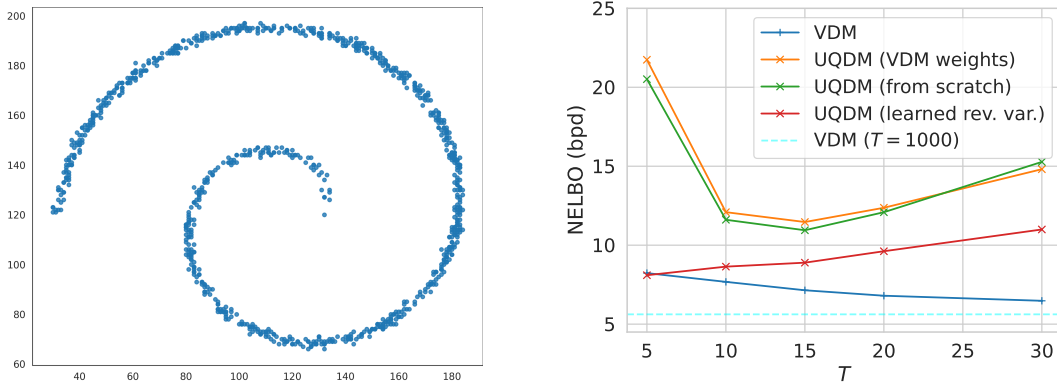 200
180
160
140
120
100
80
60
40 60 80 100 120 140 160 180
NELBO (bpd)
25
20
15
10
5
VDM
UQDM (VDM weights)
UQDM (from scratch)
UQDM (learned rev. var.)
VDM (T = 1000)
5 10 15 20 25 30
T